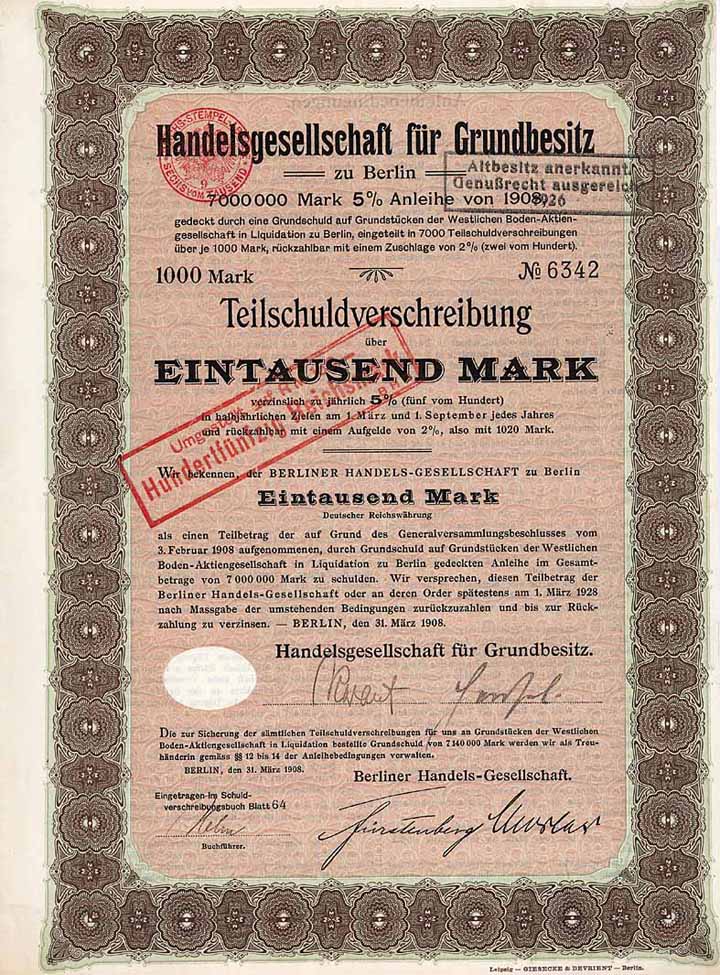 Handelsgesellschaft für Grundbesitz
zu Berlin
7000000 Mark 5% Anleihe von 1908,
Altbesitz anerkannt
Genußrecht ausgereicht
1926
gedeckt durch eine Grundschuld auf Grundstücken der Westlichen Boden-Aktien-
gesellschaft in Liquidation zu Berlin, eingeteilt in 7000 Teilschuldverschreibungen
über je 1000 Mark, rückzahlbar mit einem Zuschlage von 2% (zwei vom Hundert).
1000 Mark
№ 6342
Teilschuldverschreibung
über
EINTAUSEND MARK
verzinslich zu jährlich 5% (fünf vom Hundert)
in halbjährlichen Zielen am 1. März und 1. September jedes Jahres
und rückzahlbar mit einem Aufgelde von 2%, also mit 1020 Mark.
Hundertfünfzig Reichsmark
Wir bekennen, der BERLINER HANDELS-GESELLSCHAFT zu Berlin
Eintausend Mark
Deutscher Reichswährung
als einen Teilbetrag der auf Grund des Generalversammlungsbeschlusses vom
3. Februar 1908 aufgenommenen, durch Grundschuld auf Grundstücken der Westlichen
Boden-Aktiengesellschaft in Liquidation zu Berlin gedeckten Anleihe im Gesamt-
betrage von 7000000 Mark zu schulden. Wir versprechen, diesen Teilbetrag der
Berliner Handels-Gesellschaft oder an deren Order spätestens am 1. März 1928
nach Massgabe der umstehenden Bedingungen zurückzuzahlen und bis zur Rück-
zahlung zu verzinsen. — BERLIN, den 31. März 1908.
Handelsgesellschaft für Grundbesitz.
Die zur Sicherung der sämtlichen Teilschuldverschreibungen für uns an Grundstücken der Westlichen
Boden-Aktiengesellschaft in Liquidation bestellte Grundschuld von 7140000 Mark werden wir als Treu-
händerin gemäss §§ 12 bis 14 der Anleihebedingungen verwalten.
BERLIN, den 31. März 1908.
Berliner Handels-Gesellschaft.
Eingetragen im Schuld-
verschreibungsbuch Blatt 64
Fürstenberg
Buchführer.
Leipzig — GIESECKE & DEVRIENT — Berlin.